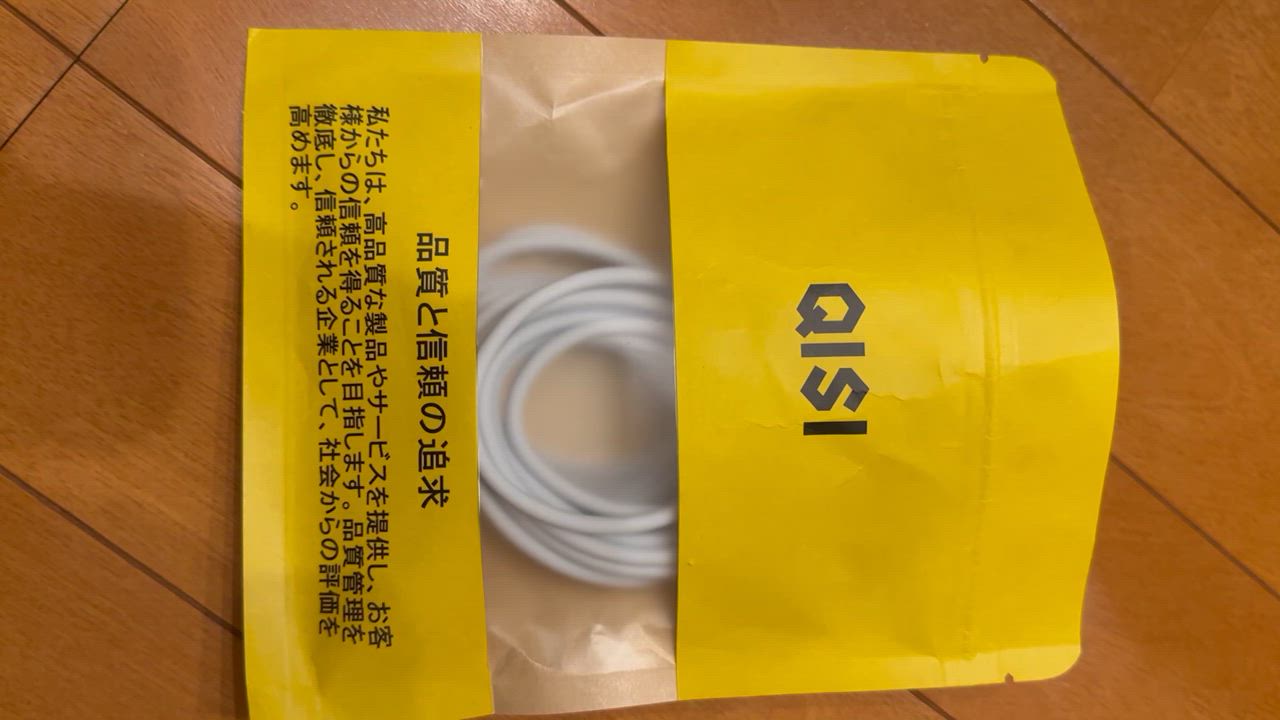 QISI
品質と信頼の追求
私たちは、高品質な製品やサービスを提供し、お客
様からの信頼を得ることを目指します。品質管理を
徹底し、信頼される企業として、社会からの評価を
高めます。